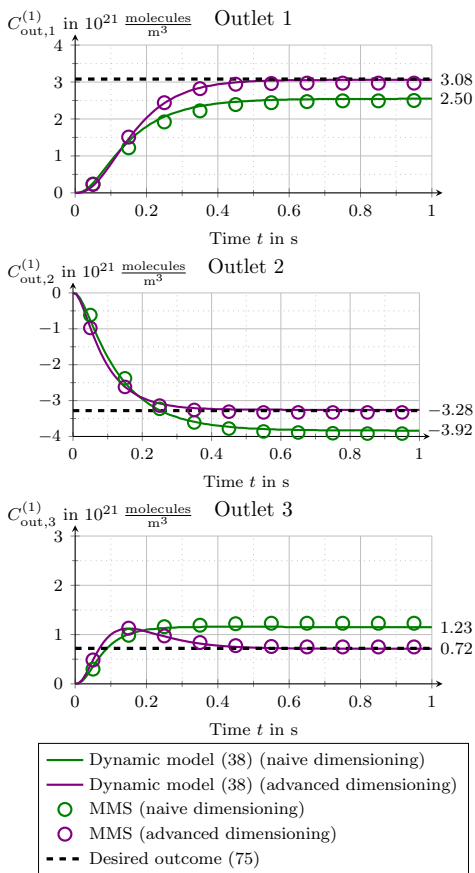 C_{out,1}^{(1)} in 10^{21} molecules/m^3 Outlet 1
4
3
2
1
0
3.08
2.50
0 0.2 0.4 0.6 0.8 1
Time t in s
C_{out,2}^{(1)} in 10^{21} molecules/m^3 Outlet 2
0
−1
−2
−3
−4
−3.28
−3.92
0 0.2 0.4 0.6 0.8 1
Time t in s
C_{out,3}^{(1)} in 10^{21} molecules/m^3 Outlet 3
3
2
1
0
1.23
0.72
0 0.2 0.4 0.6 0.8 1
Time t in s
Dynamic model (38) (naive dimensioning)
Dynamic model (38) (advanced dimensioning)
MMS (naive dimensioning)
MMS (advanced dimensioning)
Desired outcome (75)